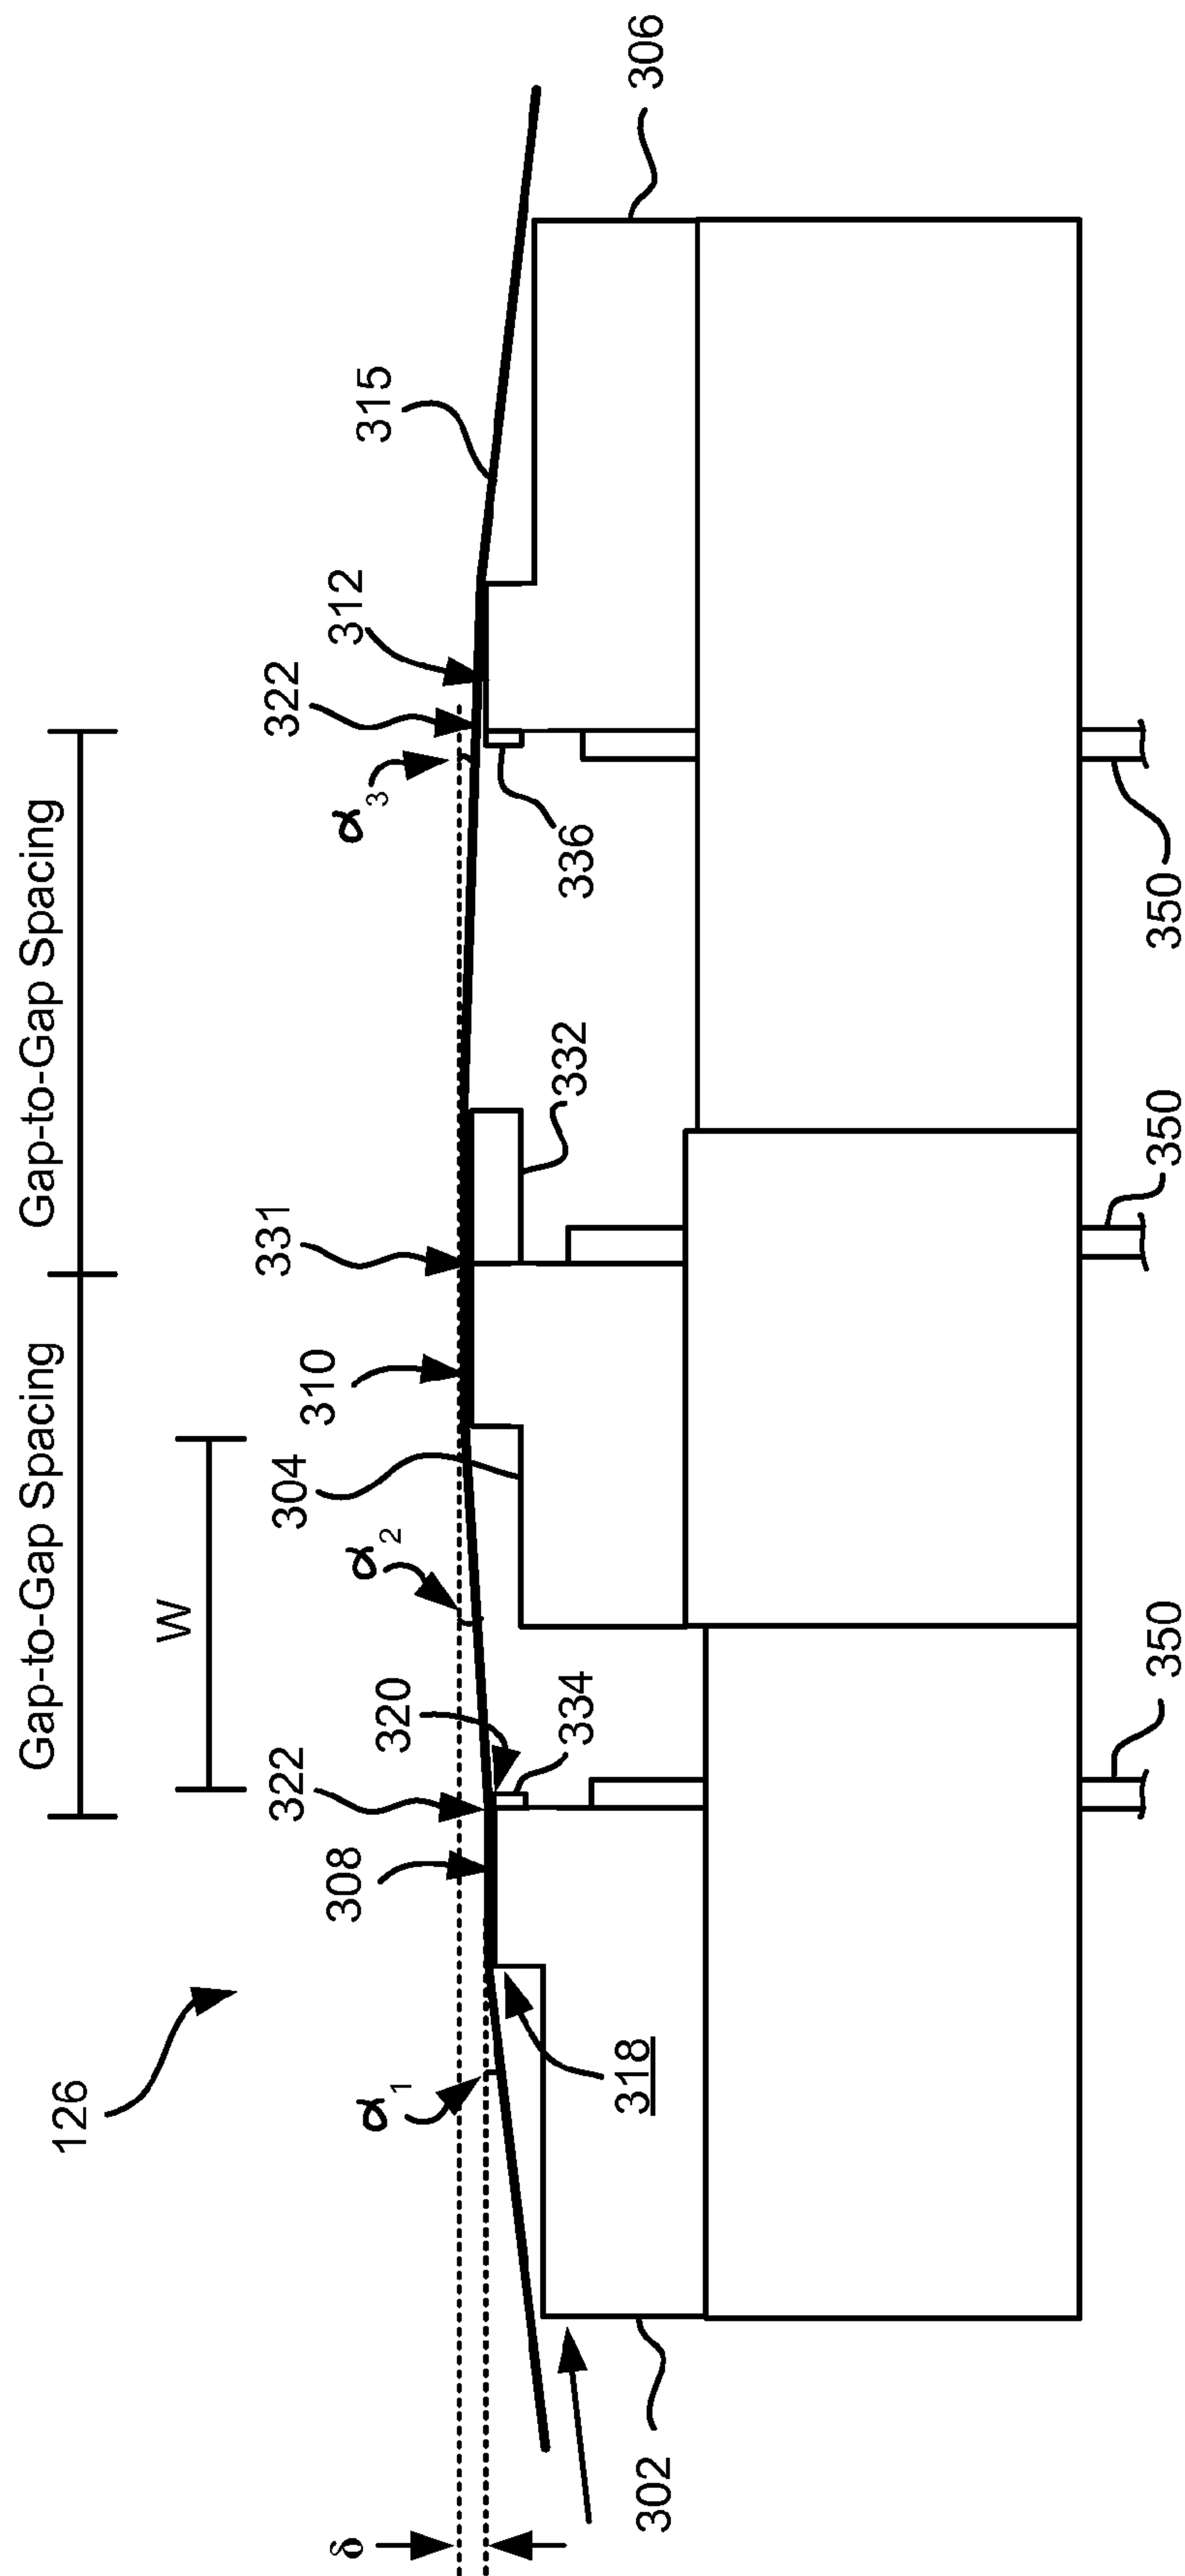 Gap-to-Gap Spacing
Gap-to-Gap Spacing
W
126
δ
α1
308
322
320
α2
304
310
331
332
α3
322
312
315
306
334
336
318
302
350
350
350